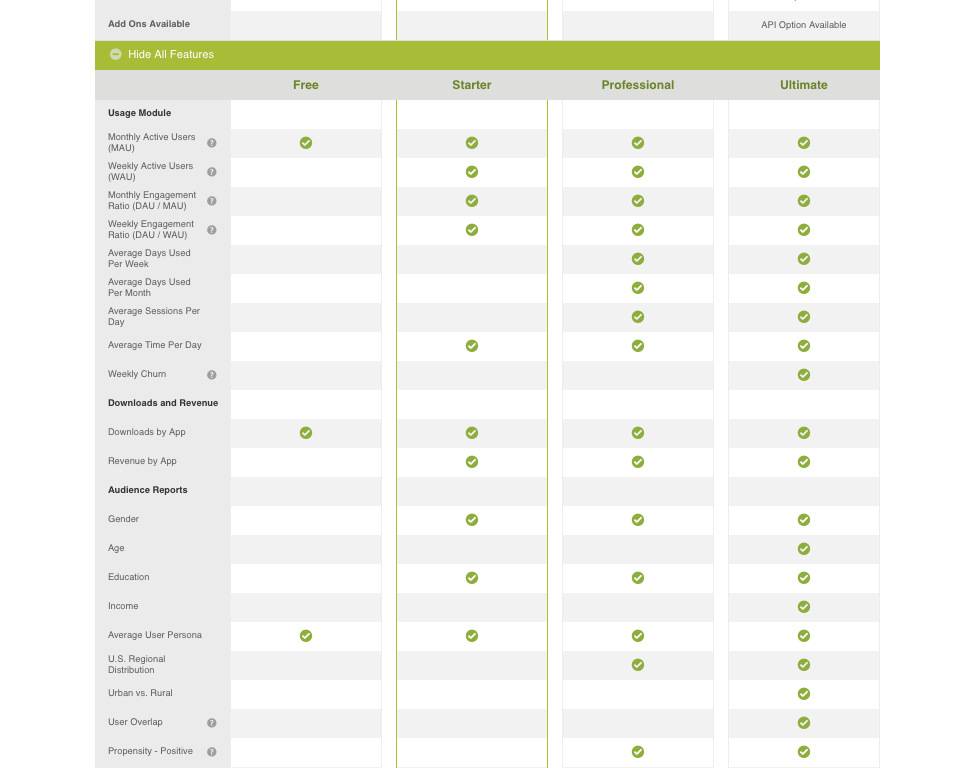 Add Ons Available
API Option Available
Hide All Features
Free Starter Professional Ultimate
Usage Module
Monthly Active Users
(MAU) ?
Weekly Active Users
(WAU) ?
Monthly Engagement
Ratio (DAU / MAU) ?
Weekly Engagement
Ratio (DAU / WAU) ?
Average Days Used
Per Week
Average Days Used
Per Month
Average Sessions Per
Day
Average Time Per Day
Weekly Churn ?
Downloads and Revenue
Downloads by App
Revenue by App
Audience Reports
Gender
Age
Education
Income
Average User Persona
U.S. Regional
Distribution
Urban vs. Rural
User Overlap ?
Propensity - Positive ?